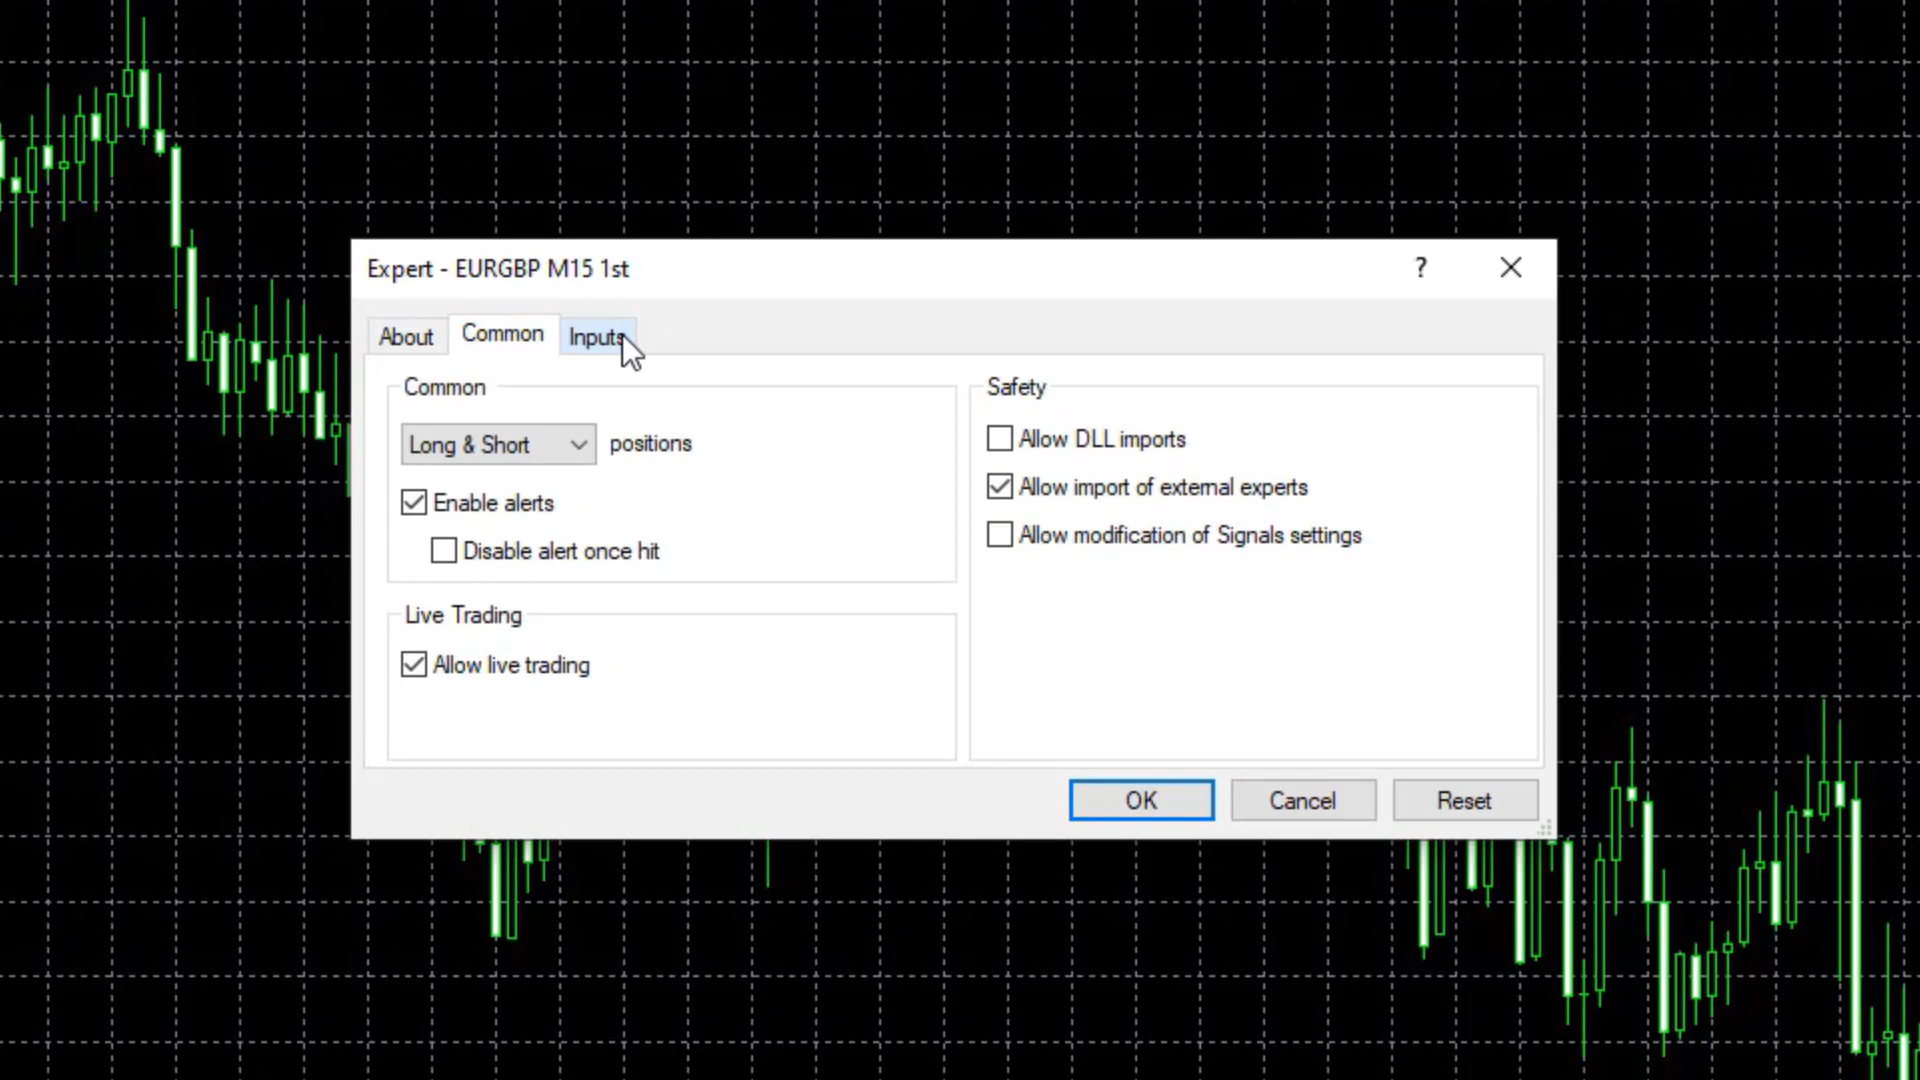 Expert - EURGBP M15 1st
?
About
Common
Inputs
Common
Long & Short
positions
Enable alerts
Disable alert once hit
Live Trading
Allow live trading
Safety
Allow DLL imports
Allow import of external experts
Allow modification of Signals settings
OK
Cancel
Reset